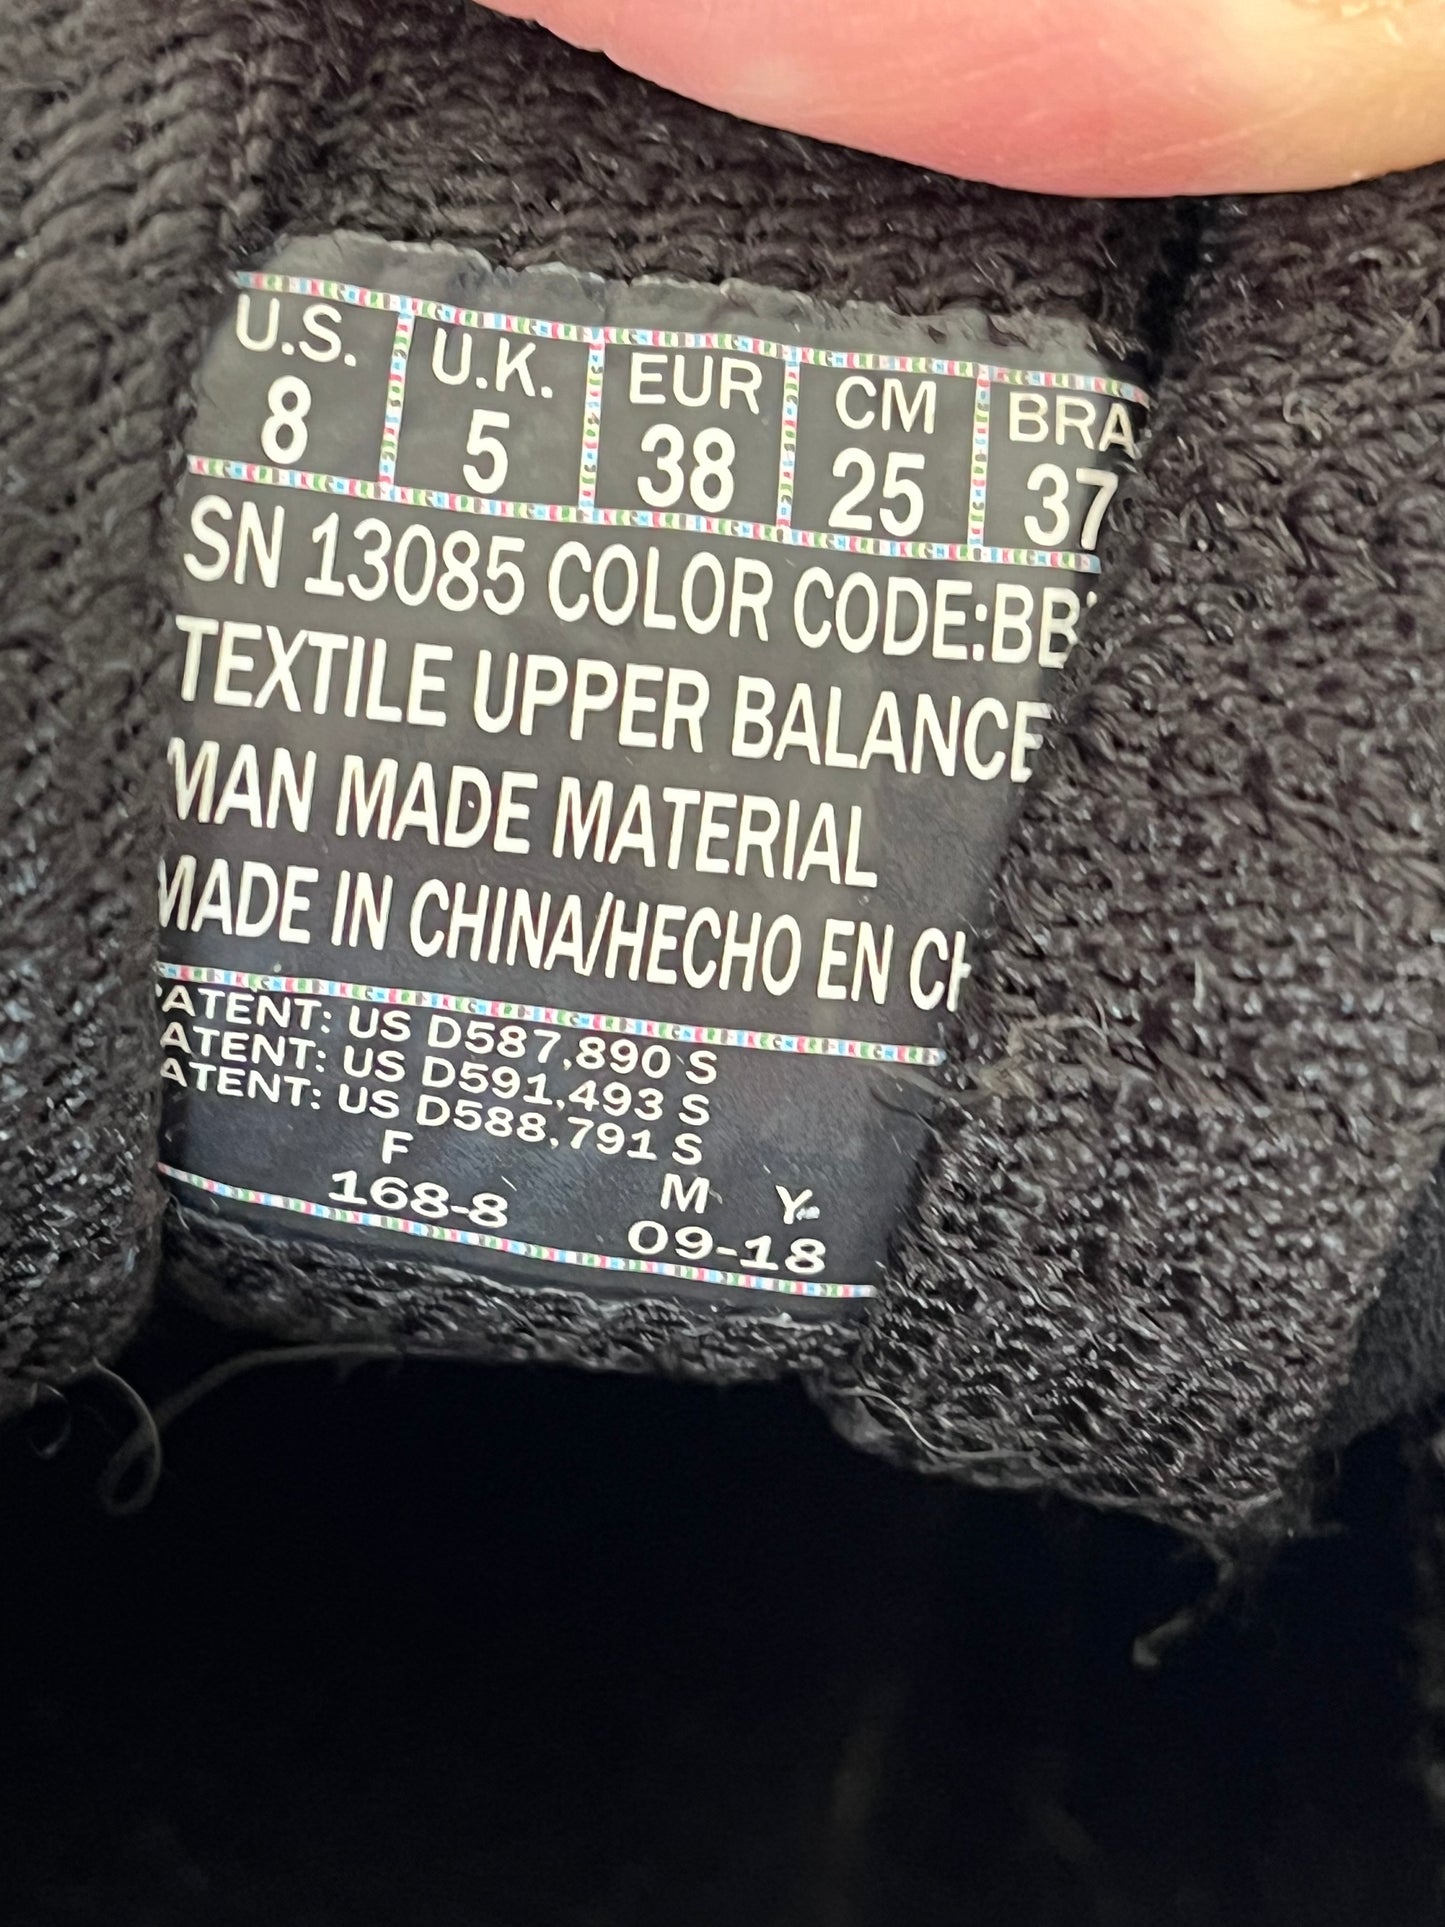 U.S. U.K. EUR CM BRA
8 5 38 25 37
SN 13085 COLOR CODE:BB
TEXTILE UPPER BALANCE
MAN MADE MATERIAL
MADE IN CHINA/HECHO EN CH
PATENT: US D587,890 S
ATENT: US D591,493 S
ATENT: US D588,791 S
F M Y
168-8 09-18